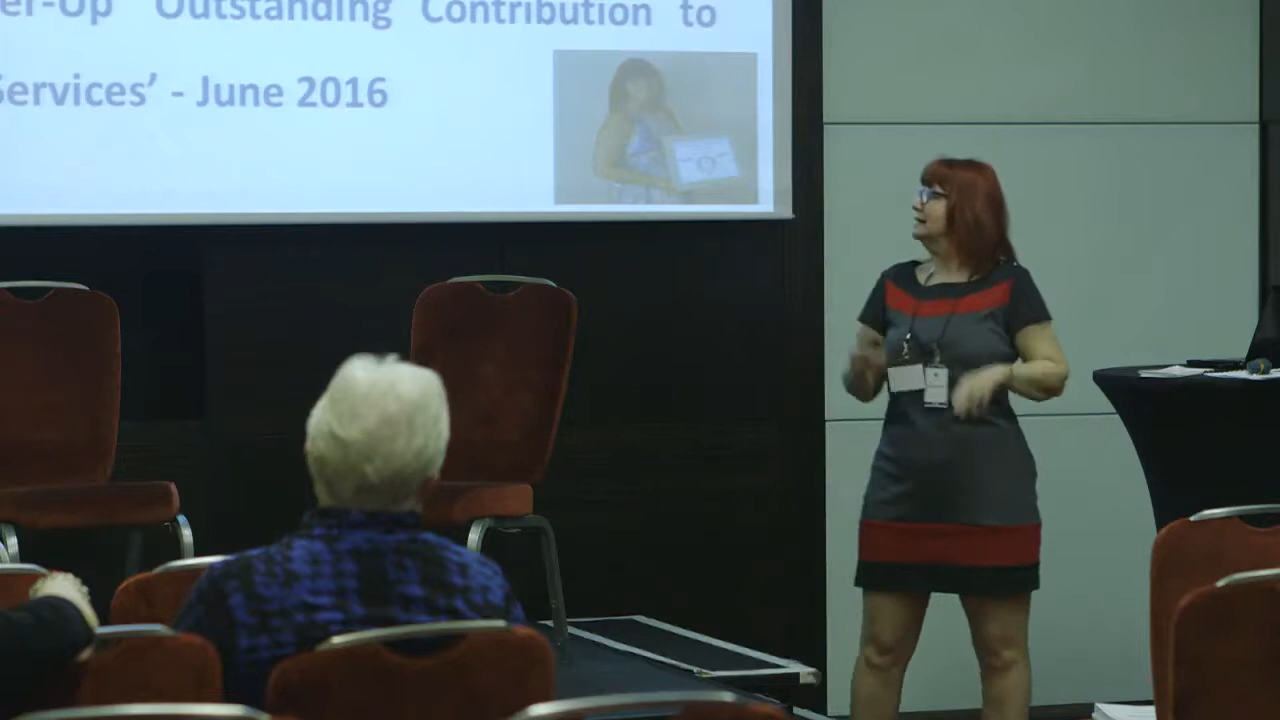 er-Up Outstanding Contribution to
Services’ - June 2016